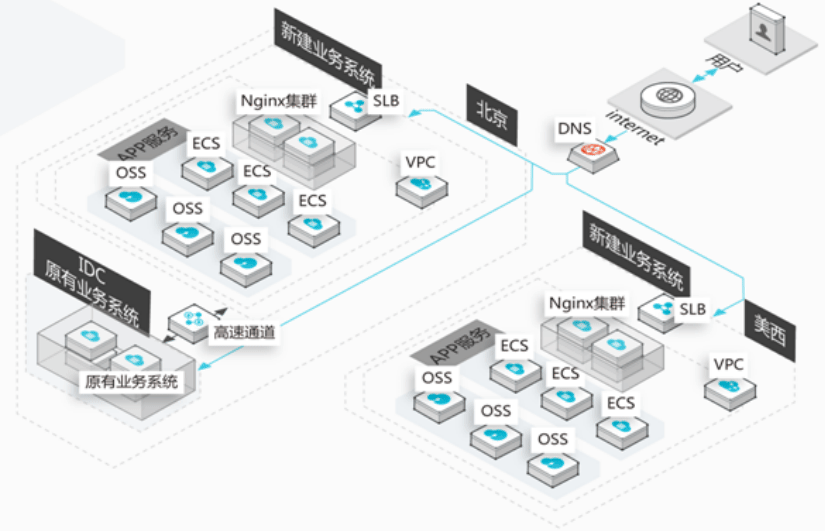 新建业务系统
Nginx集群
SLB
APP服务
ECS
OSS
ECS
VPC
OSS
ECS
OSS
北京
用户
internet
DNS
IDC
原有业务系统
高速通道
原有业务系统
新建业务系统
Nginx集群
SLB
美西
APP服务
ECS
OSS
ECS
VPC
OSS
ECS
OSS